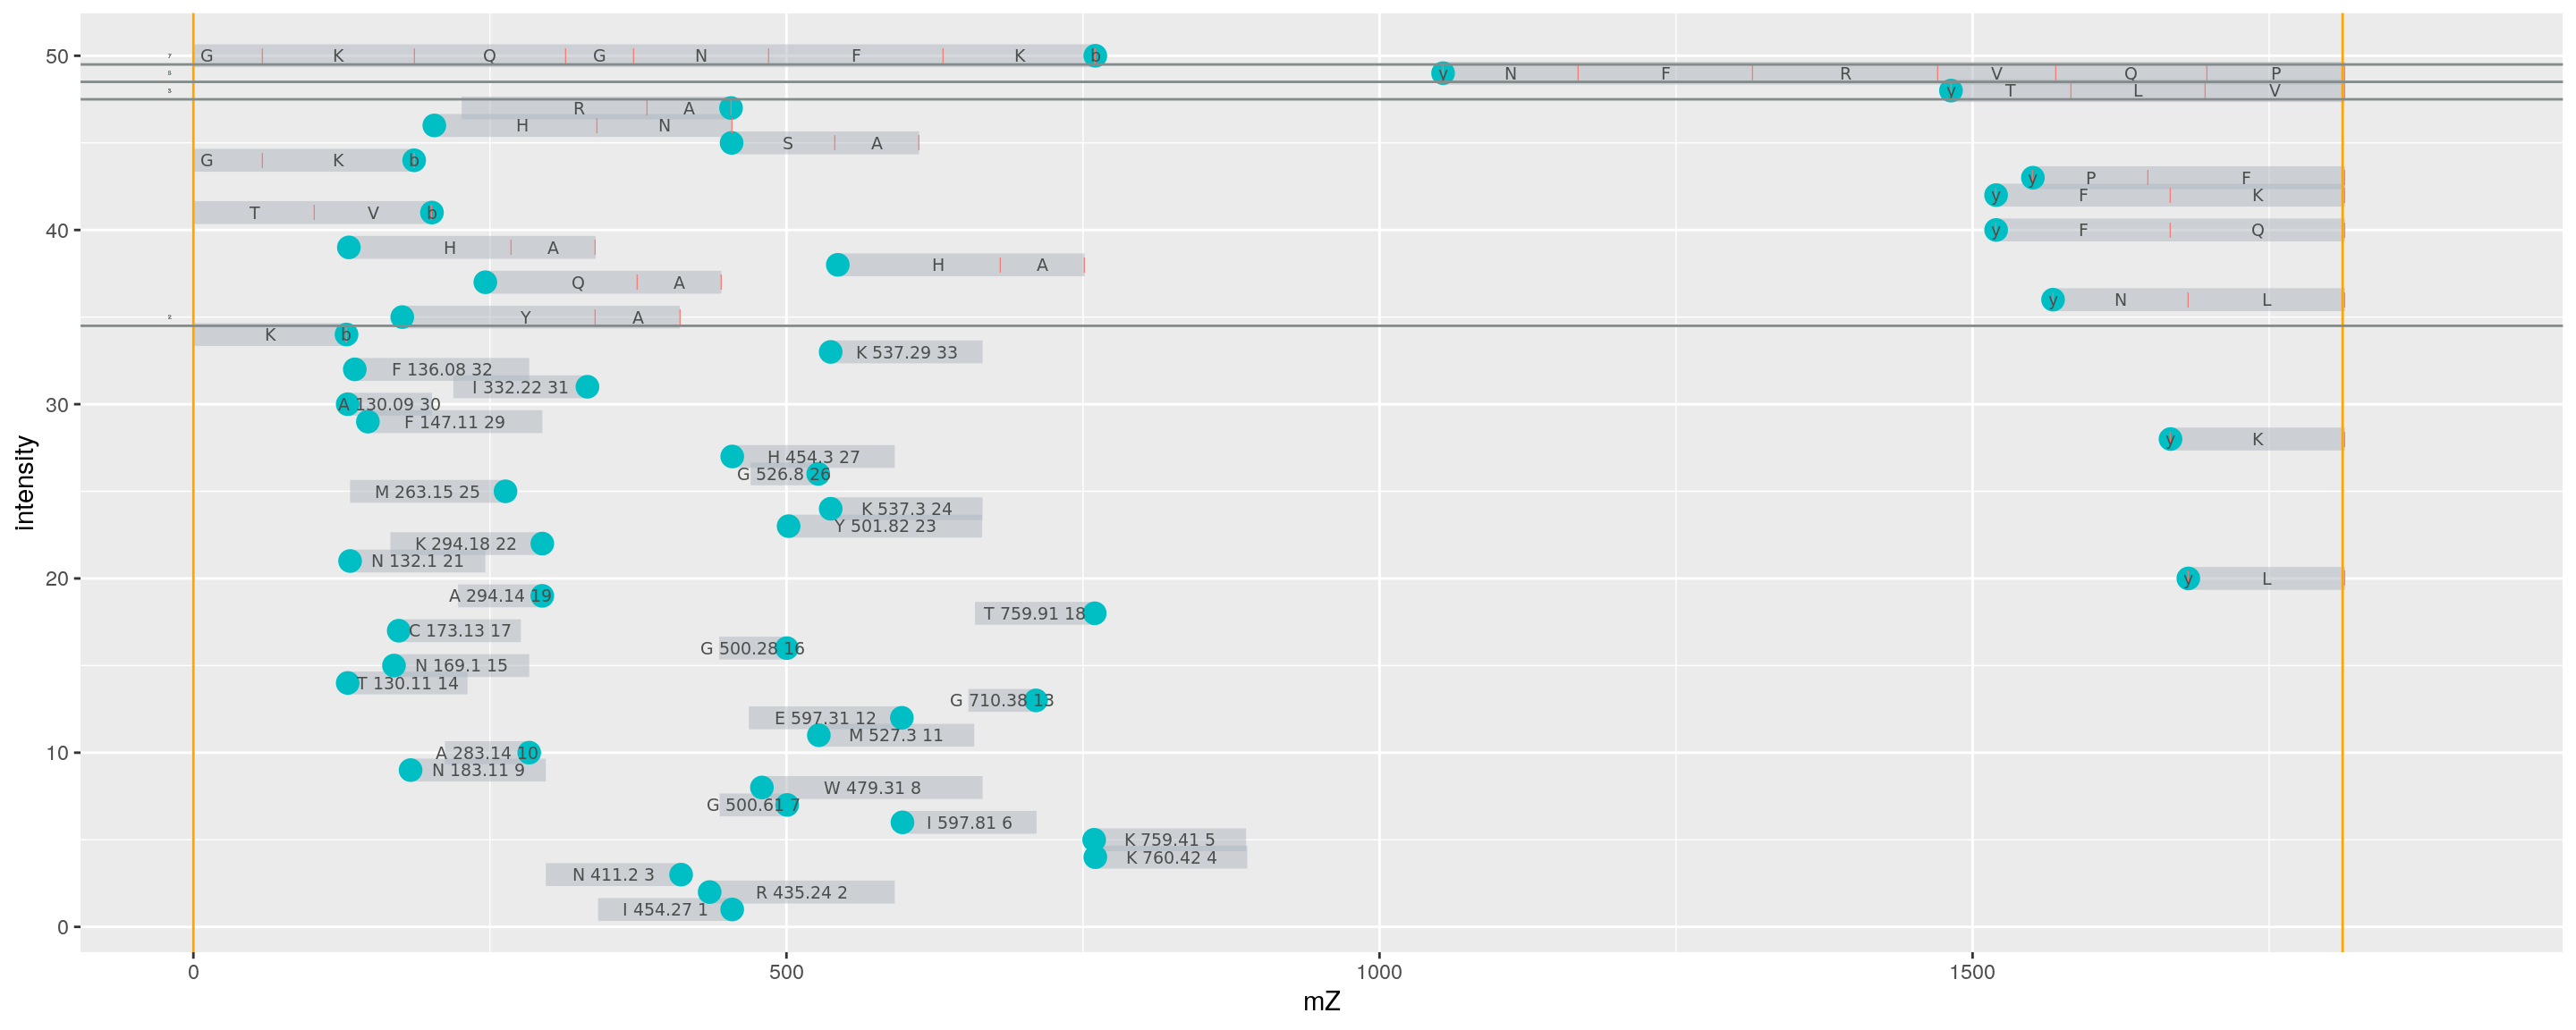 50
7
G K Q G N F K b
8
y N F R V Q P
3
y T L V
R A
H N
S A
G K b
y P F
y F K
T V b
40
y F Q
H A
H A
Q A
y N L
2
Y A
K b
K 537.29 33
F 136.08 32
I 332.22 31
30
A 130.09 30
F 147.11 29
y K
H 454.3 27
G 526.8 26
M 263.15 25
K 537.3 24
Y 501.82 23
K 294.18 22
N 132.1 21
20
y L
A 294.14 19
T 759.91 18
C 173.13 17
G 500.28 16
N 169.1 15
T 130.11 14
G 710.38 13
E 597.31 12
M 527.3 11
10
A 283.14 10
N 183.11 9
W 479.31 8
G 500.61 7
I 597.81 6
K 759.41 5
K 760.42 4
N 411.2 3
R 435.24 2
I 454.27 1
0
intensity
0 500 1000 1500
mZ